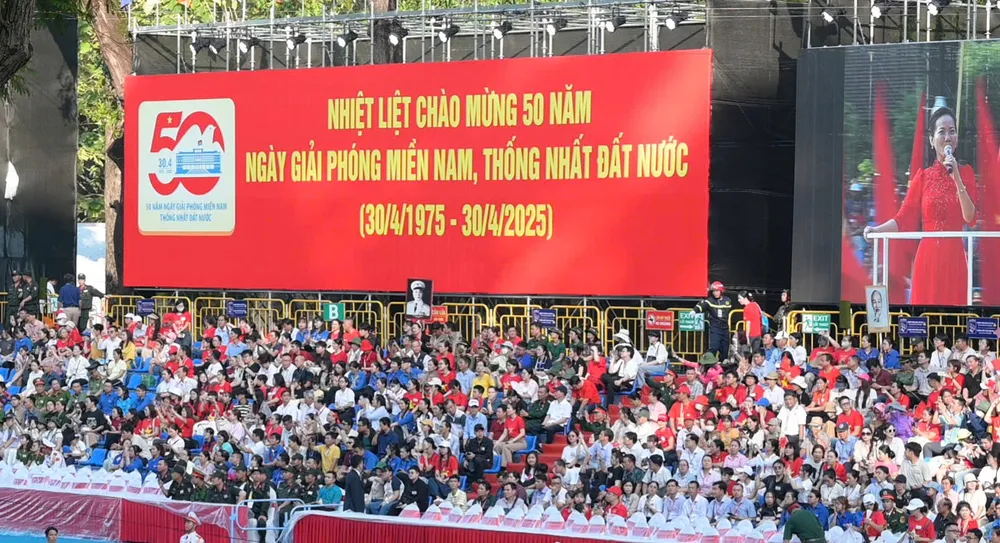 NHIỆT LIỆT CHÀO MỪNG 50 NĂM
NGÀY GIẢI PHÓNG MIỀN NAM, THỐNG NHẤT ĐẤT NƯỚC
(30/4/1975 - 30/4/2025)
50
30.4
50 NĂM NGÀY GIẢI PHÓNG MIỀN NAM
THỐNG NHẤT ĐẤT NƯỚC
B
EXIT
EXIT